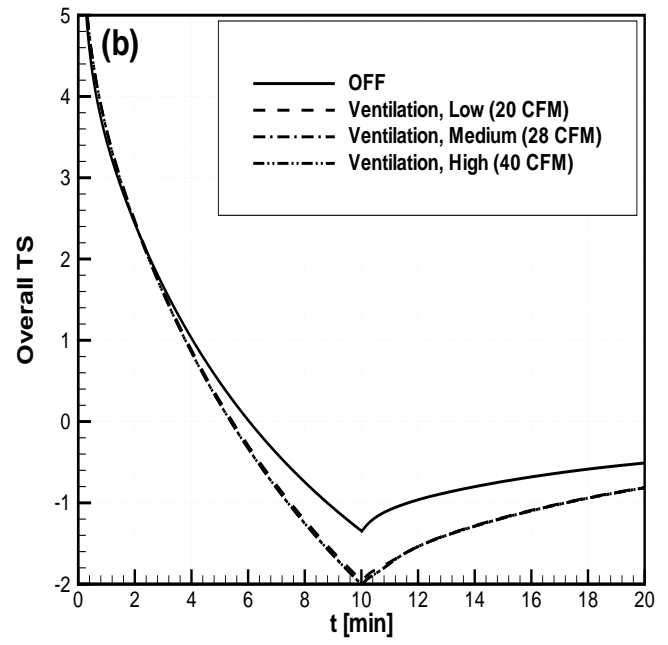 (b)
OFF
Ventilation, Low (20 CFM)
Ventilation, Medium (28 CFM)
Ventilation, High (40 CFM)
Overall TS
5
4
3
2
1
0
-1
-2
0 2 4 6 8 10 12 14 16 18 20
t [min]